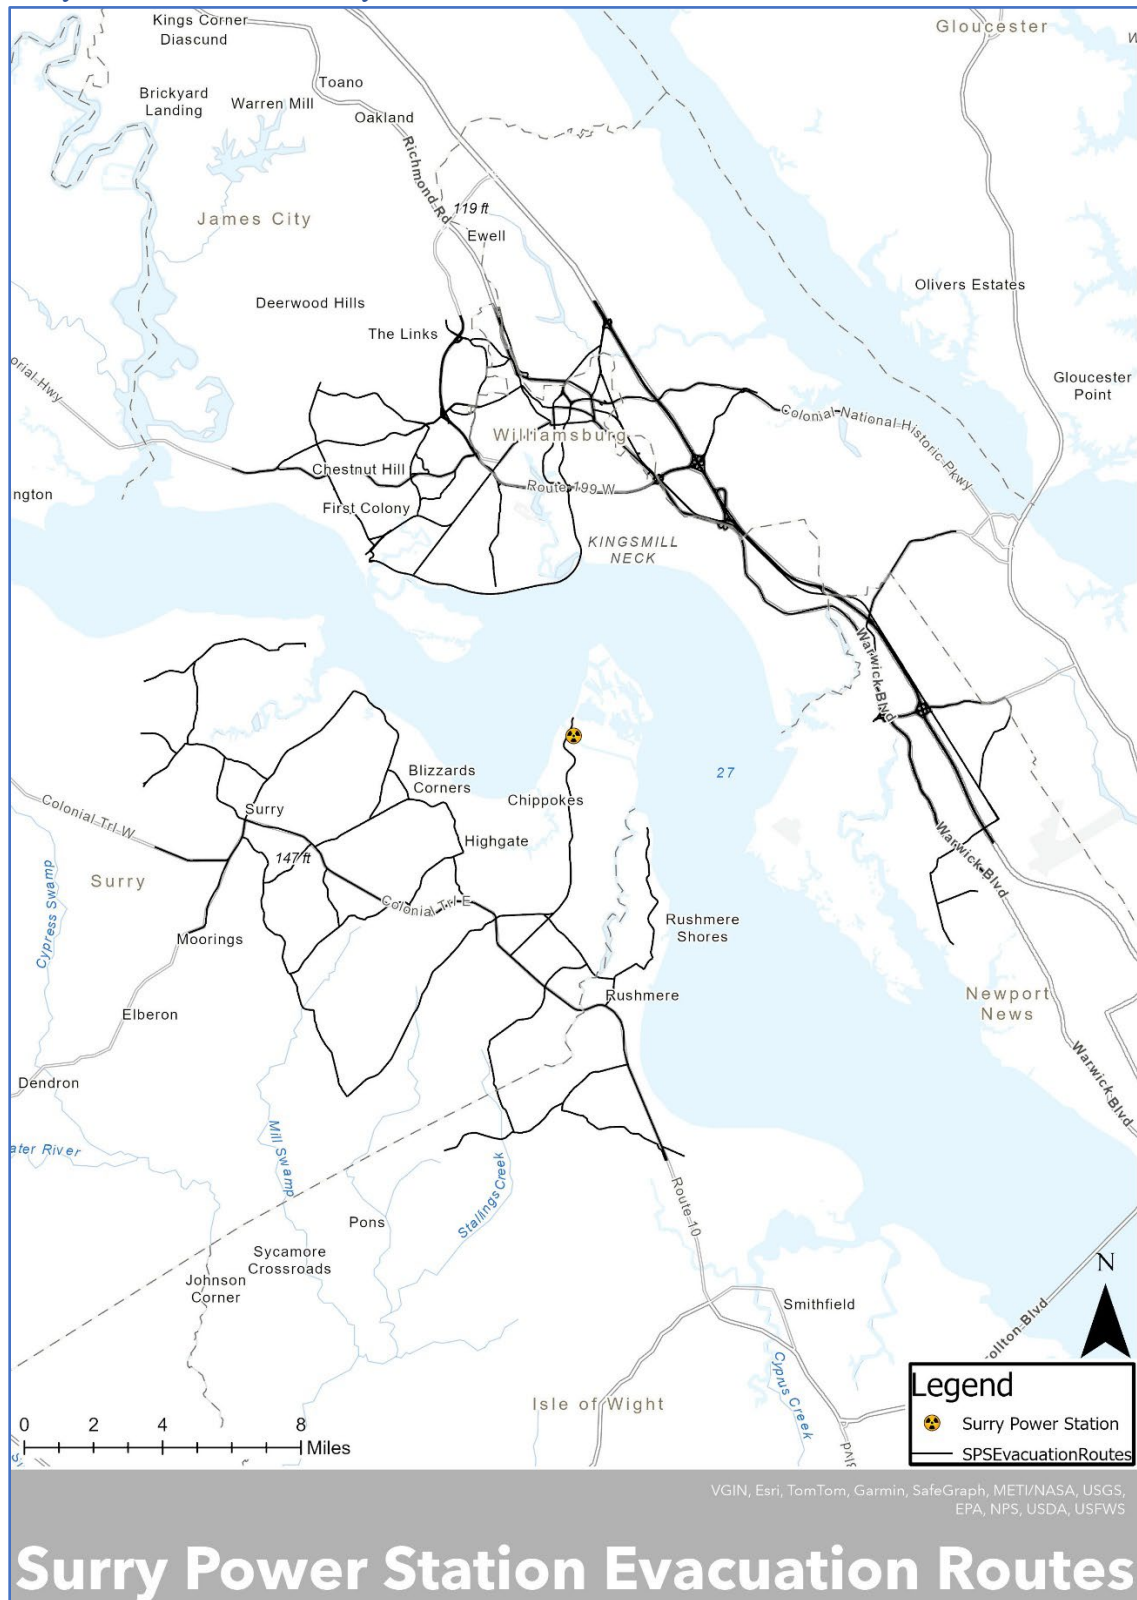 Kings Corner
Diascund
Gloucester
Toano
Brickyard
Landing
Warren Mill
Oakland
Richmond Rd
James City
119 ft
Ewell
Olivers Estates
Deerwood Hills
The Links
orial Hwy
Gloucester
Point
Colonial National Historic Pkwy
Williamsburg
Chestnut Hill
Route 199 W
ngton
First Colony
KINGSMILL
NECK
Warwick Blvd
27
Blizzards
Corners
Chippokes
Colonial Trl W
Surry
Highgate
147 ft
Warwick Blvd
Surry
Cypress Swamp
Colonial Trl E
Rushmere
Shores
Moorings
Rushmere
Newport
News
Elberon
Dendron
Warwick Blvd
ater River
Mill Swamp
Stallings Creek
Route 10
Pons
Sycamore
Crossroads
Johnson
Corner
N
Smithfield
rollton Blvd
Cyprus Creek
Isle of Wight
Blvd
Legend
Surry Power Station
SPSEvacuationRoutes
0 2 4 8
Miles
VGIN, Esri, TomTom, Garmin, SafeGraph, METI/NASA, USGS,
EPA, NPS, USDA, USFWS
Surry Power Station Evacuation Routes